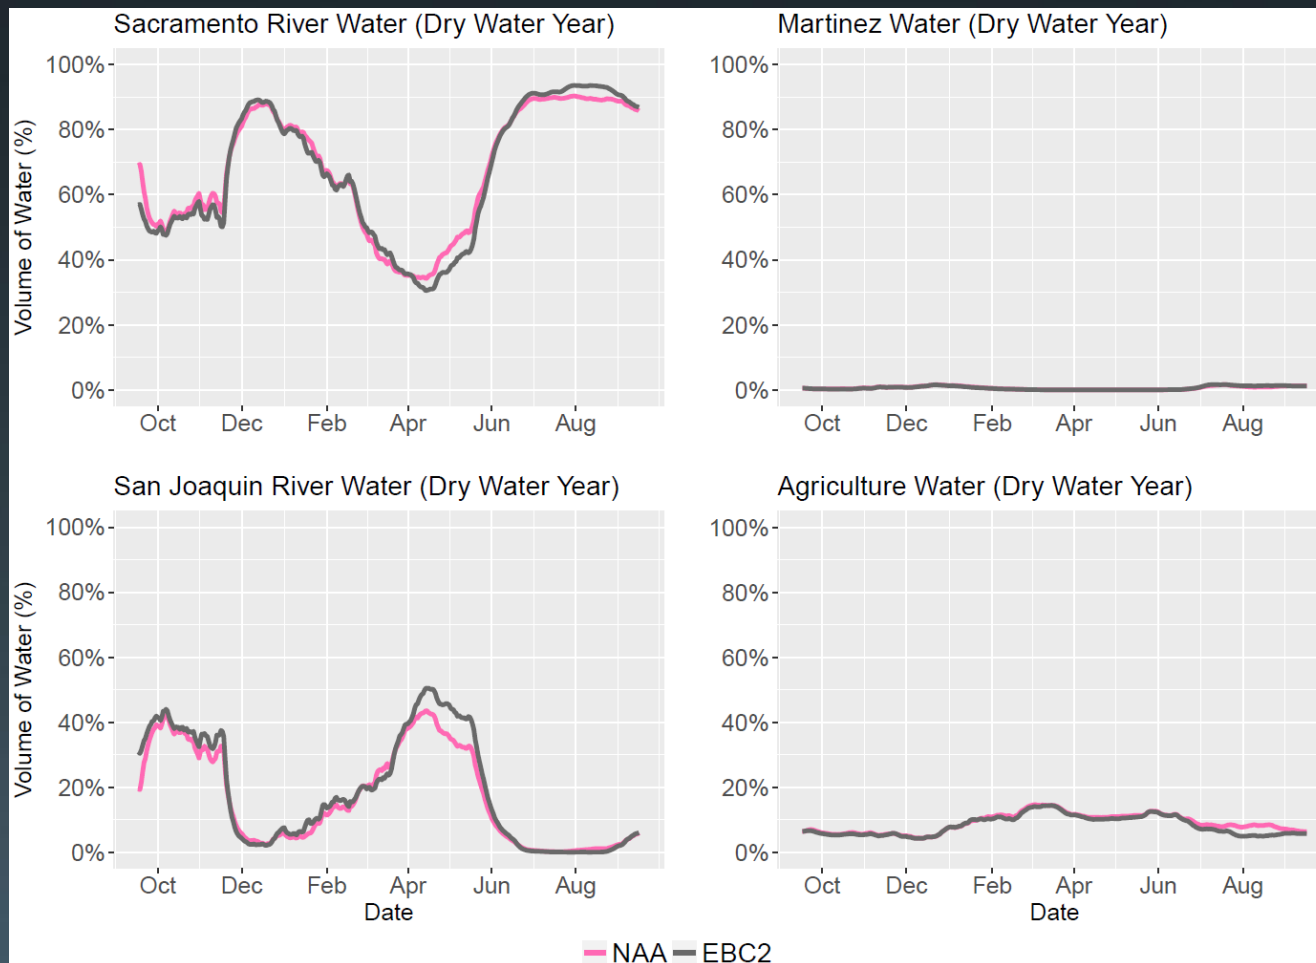 Sacramento River Water (Dry Water Year)
Volume of Water (%)
100%
80%
60%
40%
20%
0%
Oct Dec Feb Apr Jun Aug
Martinez Water (Dry Water Year)
100%
80%
60%
40%
20%
0%
Oct Dec Feb Apr Jun Aug
San Joaquin River Water (Dry Water Year)
Volume of Water (%)
100%
80%
60%
40%
20%
0%
Oct Dec Feb Apr Jun Aug
Date
Agriculture Water (Dry Water Year)
100%
80%
60%
40%
20%
0%
Oct Dec Feb Apr Jun Aug
Date
NAA EBC2